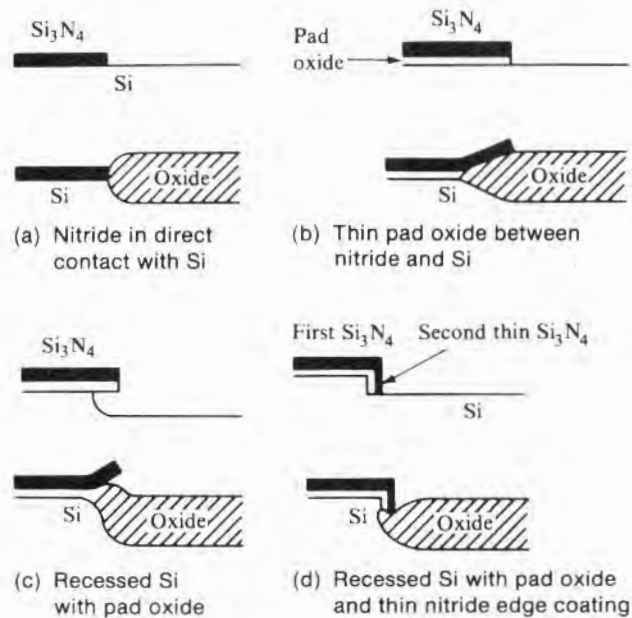 Si₃N₄
Si
Si
Oxide
(a) Nitride in direct
contact with Si
Si₃N₄
Pad
oxide
Si
Oxide
(b) Thin pad oxide between
nitride and Si
Si₃N₄
Si
Oxide
(c) Recessed Si
with pad oxide
First Si₃N₄
Second thin Si₃N₄
Si
Si
Oxide
(d) Recessed Si with pad oxide
and thin nitride edge coating